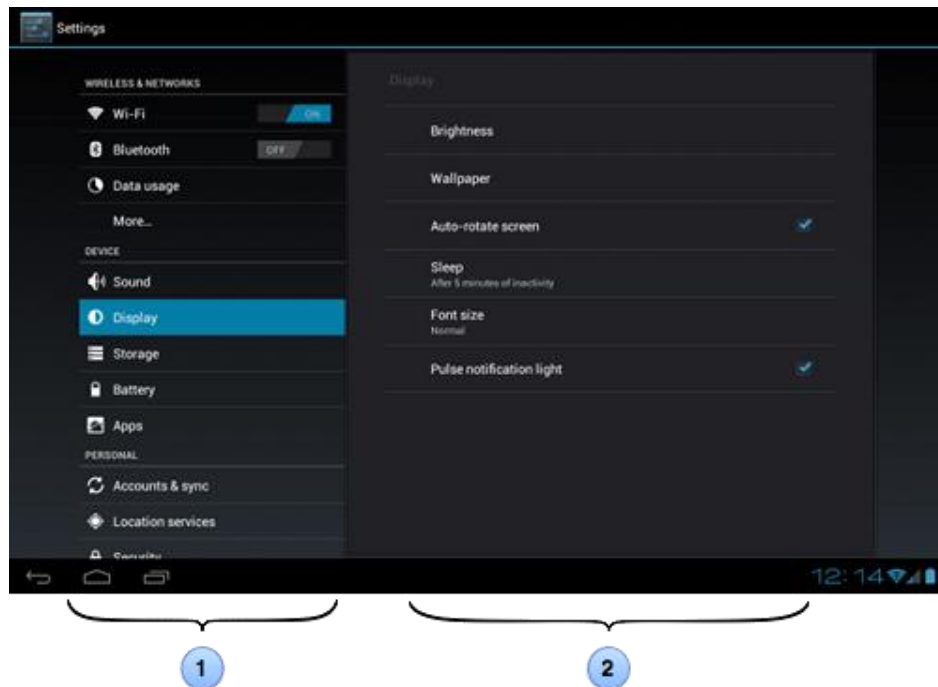 Settings
WIRELESS & NETWORKS
Wi-Fi ON
Bluetooth OFF
Data usage
More...
DEVICE
Sound
Display
Storage
Battery
Apps
PERSONAL
Accounts & sync
Location services
Security
Display
Brightness
Wallpaper
Auto-rotate screen
Sleep
After 5 minutes of inactivity
Font size
Normal
Pulse notification light
12:14
1
2